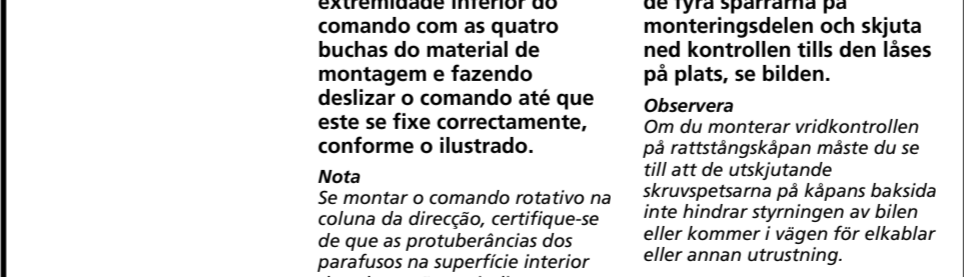 extremidade inferior do
comando com as quatro
buchas do material de
montagem e fazendo
deslizar o comando até que
este se fixe correctamente,
conforme o ilustrado.
Nota
Se montar o comando rotativo na
coluna da direcção, certifique-se
de que as protuberâncias dos
parafusos na superfície interior
de fyra spärrarna på
monteringsdelen och skjuta
ned kontrollen tills den låses
på plats, se bilden.
Observera
Om du monterar vridkontrollen
på rattstångskåpan måste du se
till att de utskjutande
skruvspetsarna på kåpans baksida
inte hindrar styrningen av bilen
eller kommer i vägen för elkablar
eller annan utrustning.